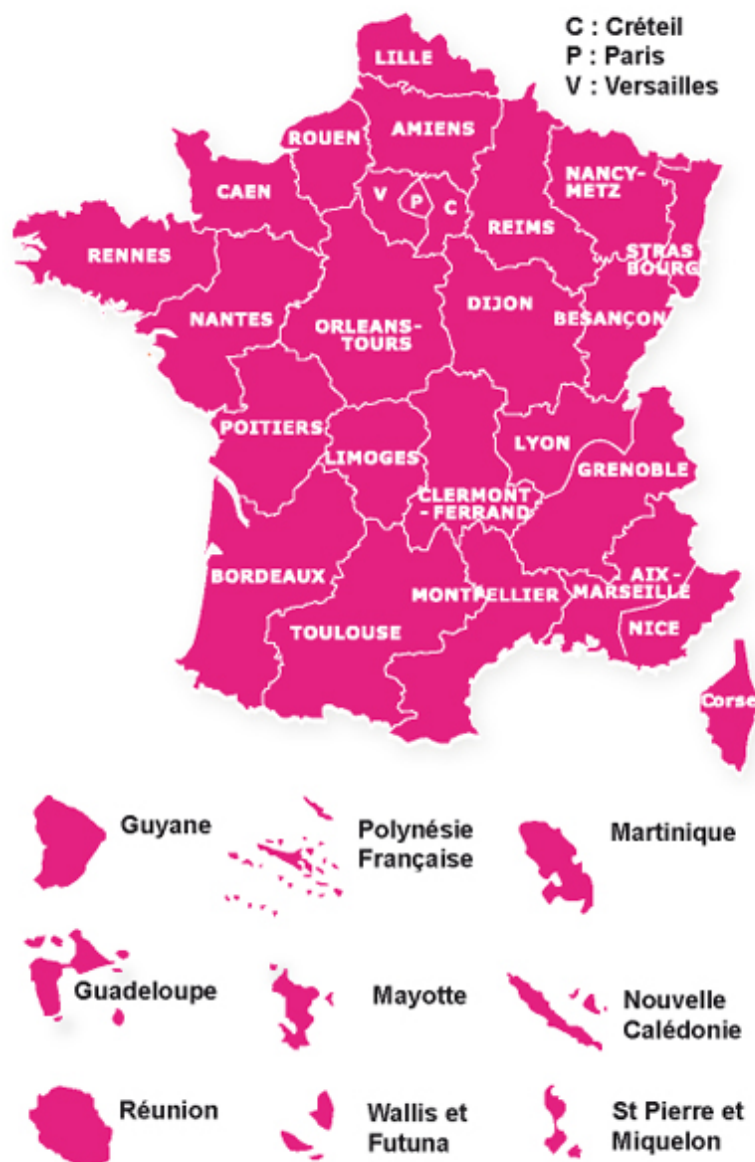 C : Créteil
P : Paris
V : Versailles
LILLE
AMIENS
ROUEN
CAEN
V
P
C
NANCY-
METZ
REIMS
STRAS
BOURG
RENNES
NANTES
ORLEANS-
TOURS
DIJON
BESANÇON
POITIERS
LIMOGES
LYON
GRENOBLE
CLERMONT
-FERRAND
BORDEAUX
TOULOUSE
MONTPELLIER
AIX-
MARSEILLE
NICE
Corse
Guyane
Polynésie
Française
Martinique
Guadeloupe
Mayotte
Nouvelle
Calédonie
Réunion
Wallis et
Futuna
St Pierre et
Miquelon